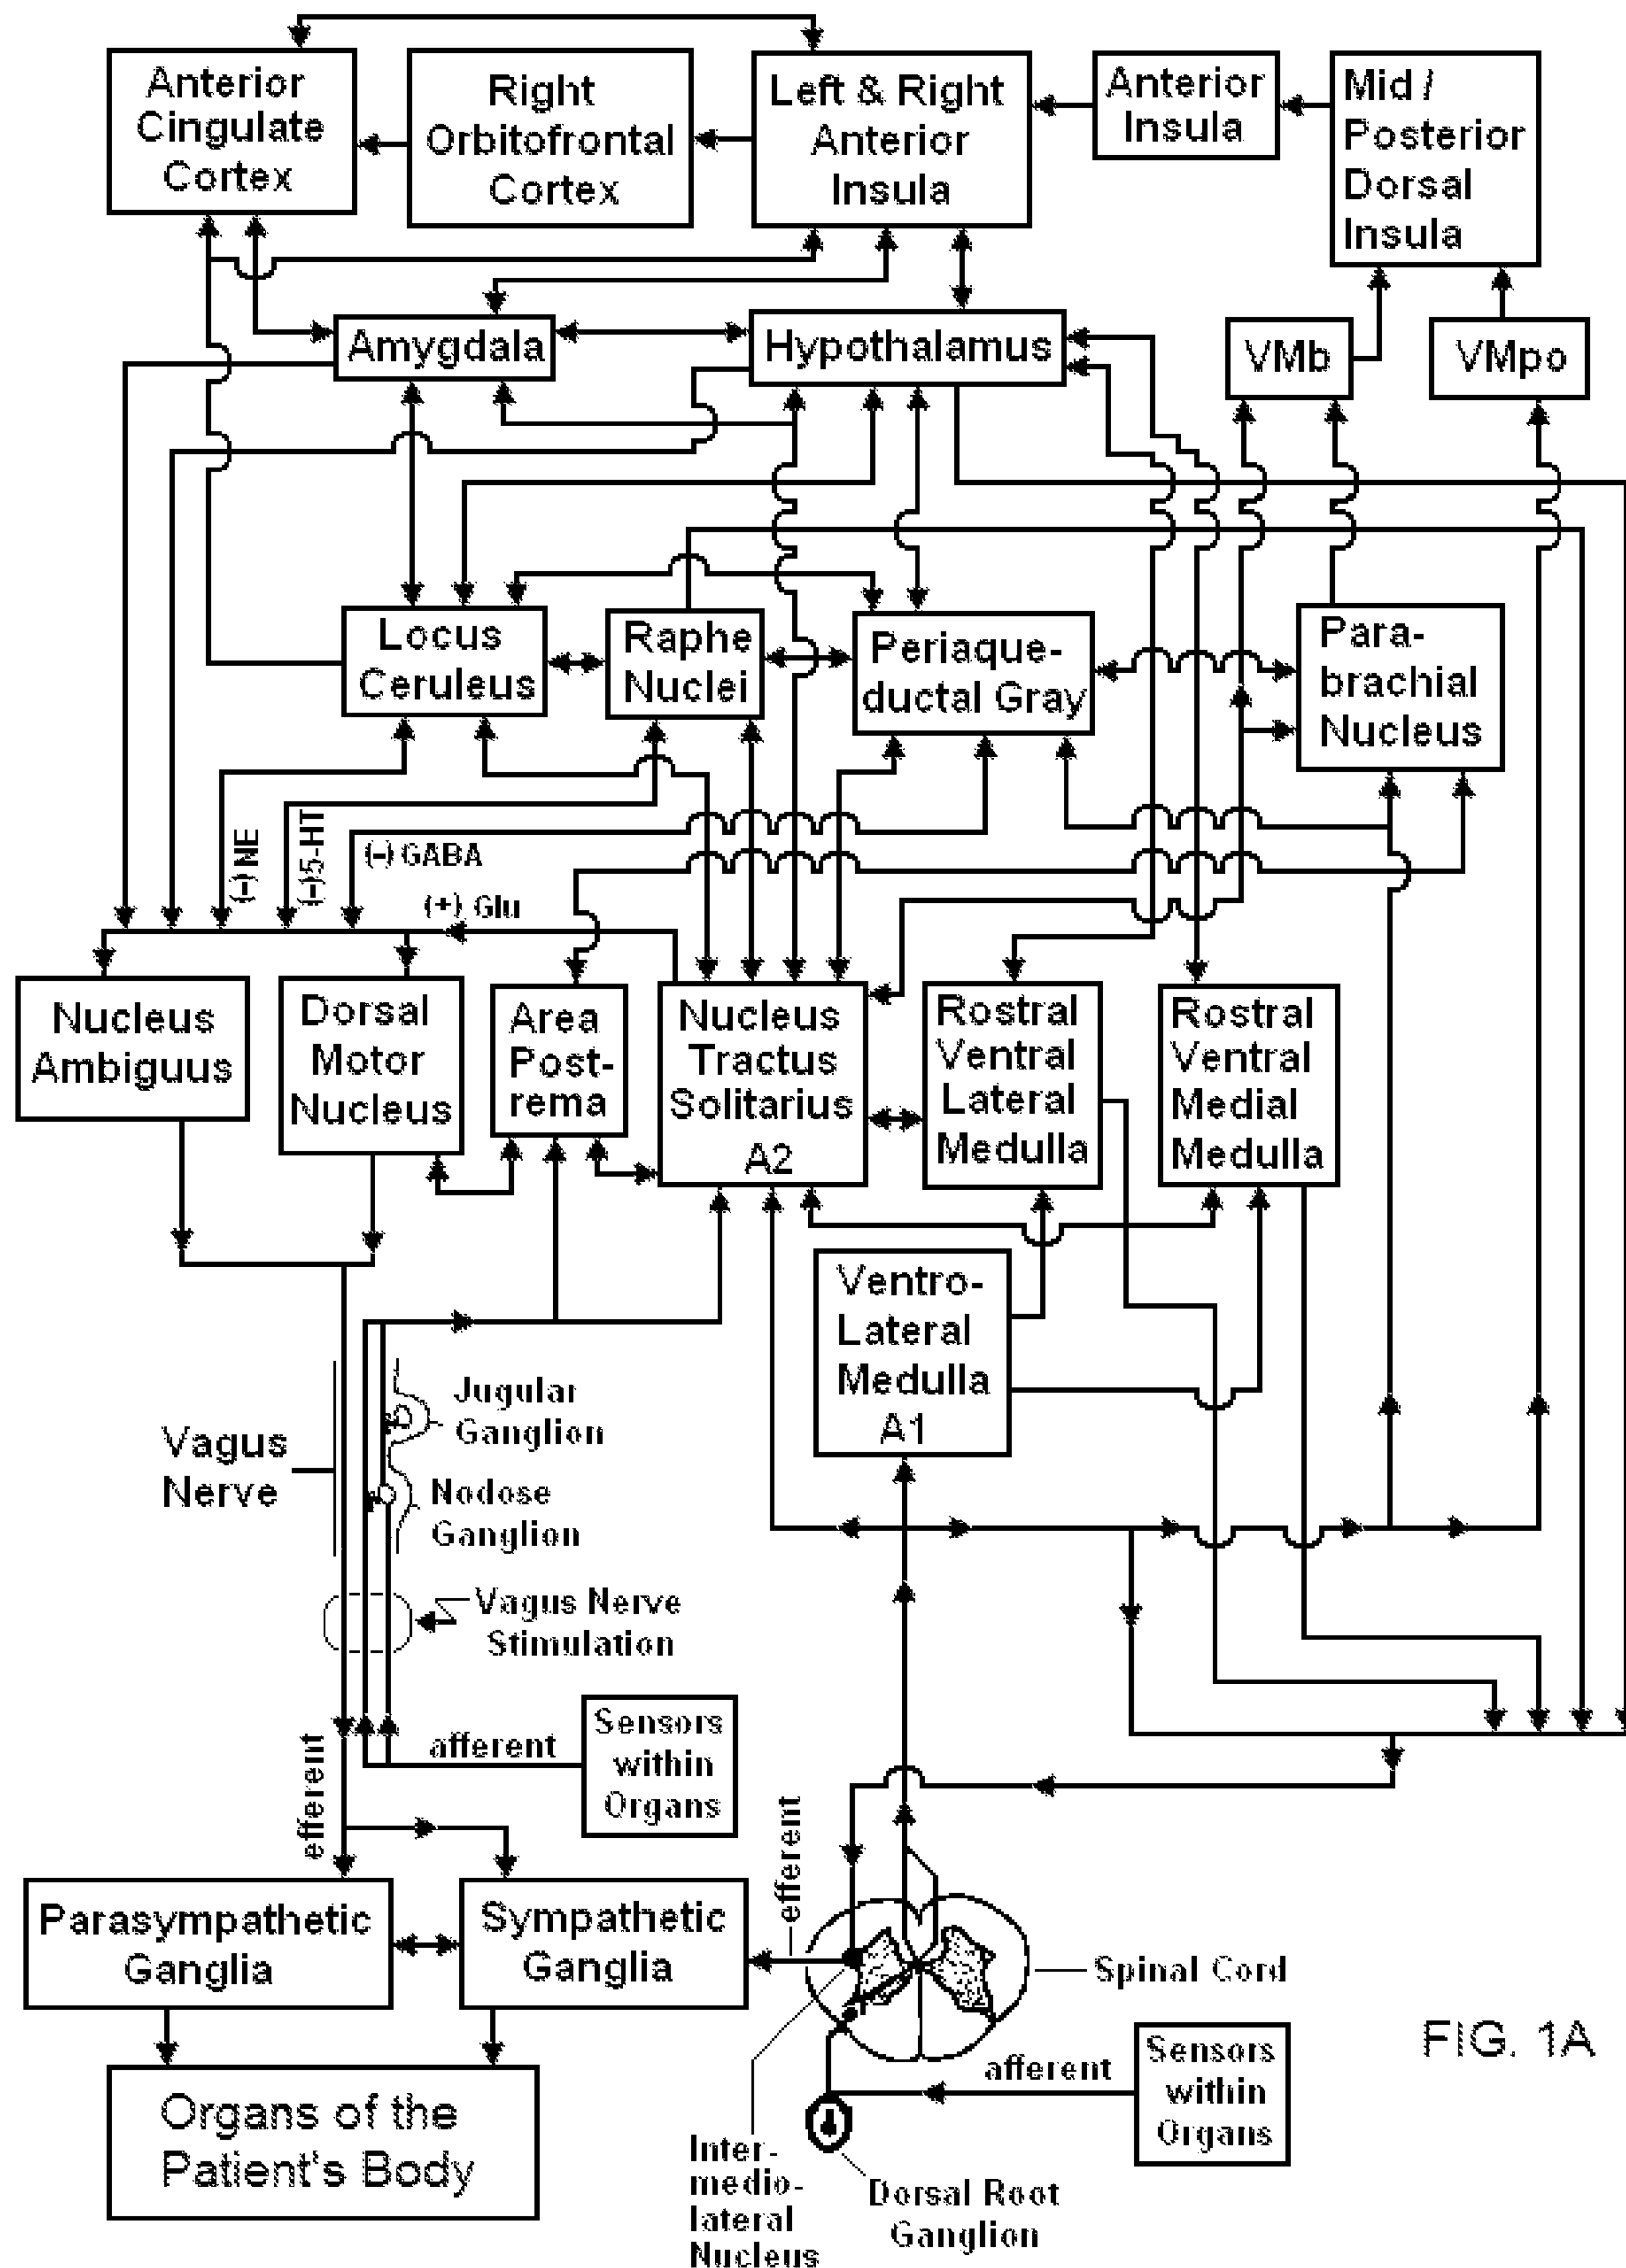 Anterior
Cingulate
Cortex
Right
Orbitofrontal
Cortex
Left & Right
Anterior
Insula
Anterior
Insula
Mid /
Posterior
Dorsal
Insula
Amygdala
Hypothalamus
VMb
VMpo
Locus
Ceruleus
Raphe
Nuclei
Periaque-
ductal Gray
Para-
brachial
Nucleus
(-) NE
(-)5-HT
(-) GABA
(+) Glu
Nucleus
Ambiguus
Dorsal
Motor
Nucleus
Area
Post-
rema
Nucleus
Tractus
Solitarius
A2
Rostral
Ventral
Lateral
Medulla
Rostral
Ventral
Medial
Medulla
Ventro-
Lateral
Medulla
A1
Jugular
Ganglion
Vagus
Nerve
Nodose
Ganglion
Vagus Nerve
Stimulation
Sensors
within
Organs
afferent
efferent
efferent
Parasympathetic
Ganglia
Sympathetic
Ganglia
Spinal Cord
FIG. 1A
Sensors
within
Organs
afferent
Organs of the
Patient's Body
Inter-
medio-
lateral
Nucleus
Dorsal Root
Ganglion